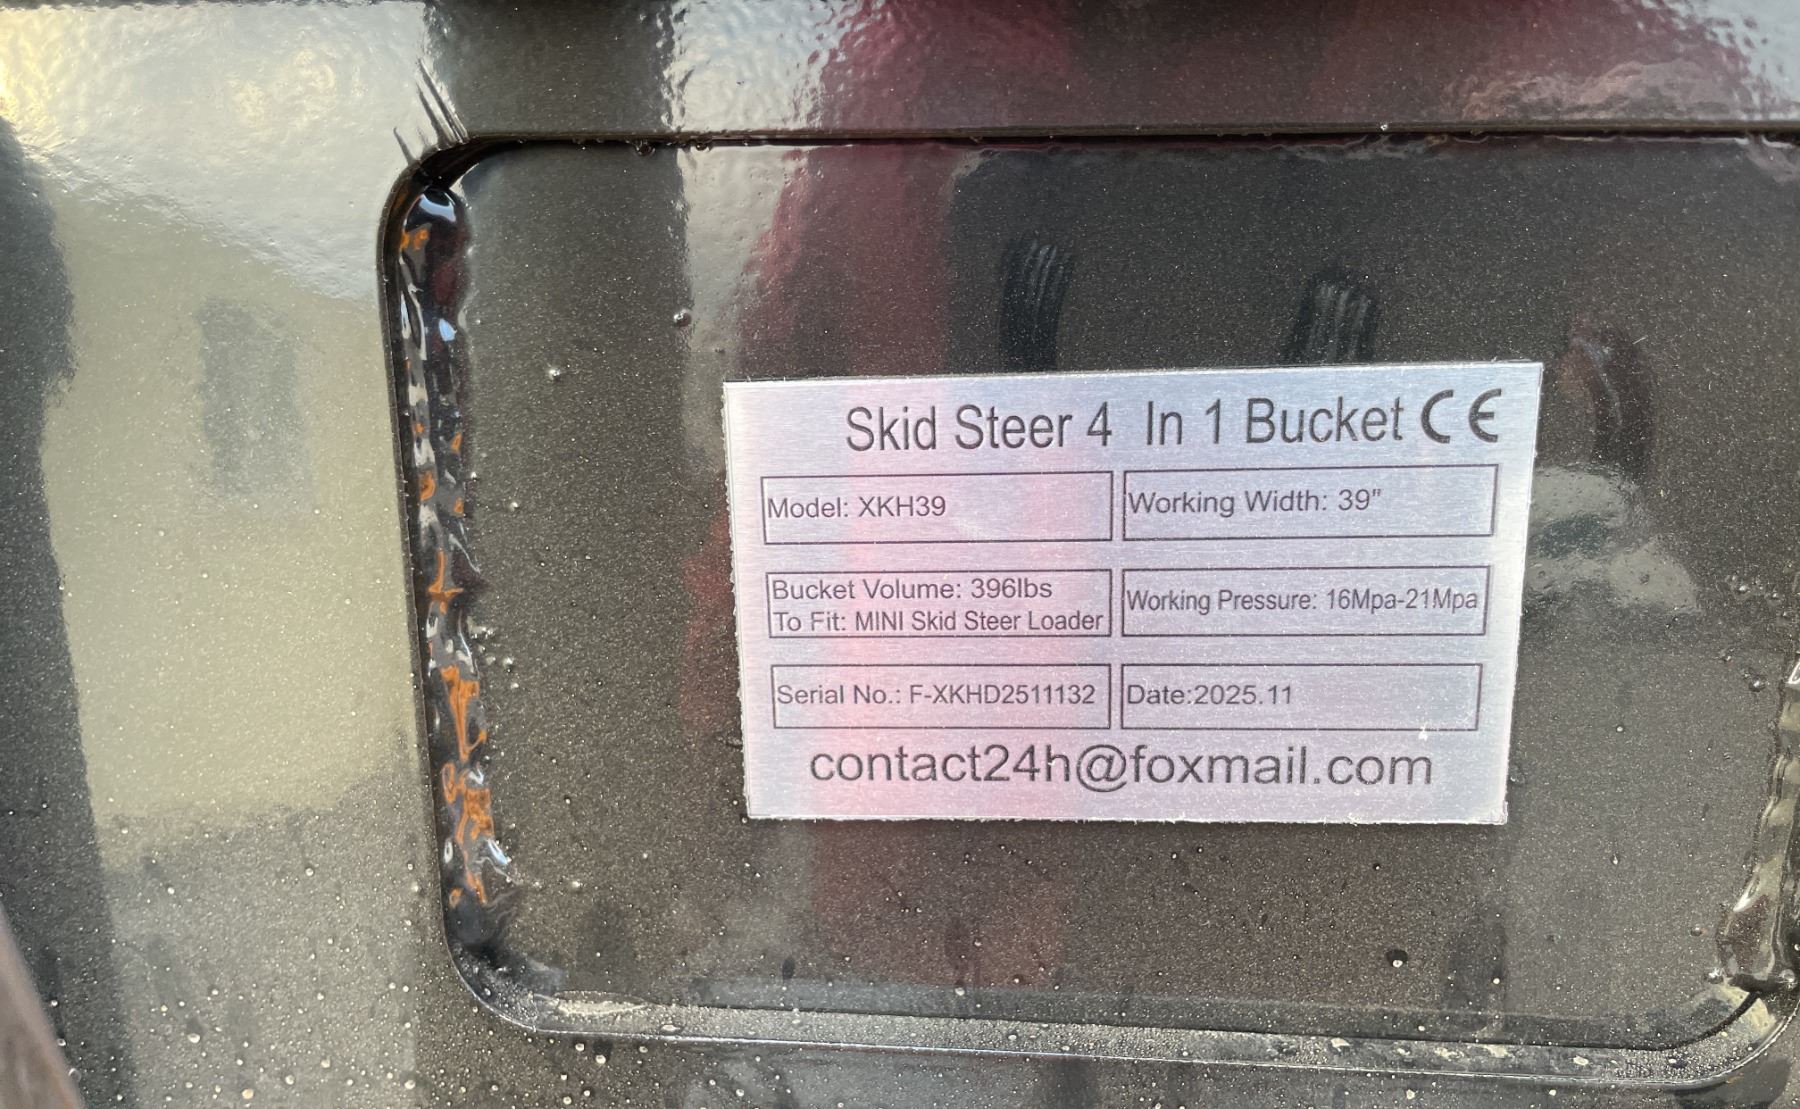 Skid Steer 4 In 1 Bucket CE
Model: XKH39
Working Width: 39"
Bucket Volume: 396lbs
To Fit: MINI Skid Steer Loader
Working Pressure: 16Mpa-21Mpa
Serial No.: F-XKHD2511132
Date:2025.11
contact24h@foxmail.com